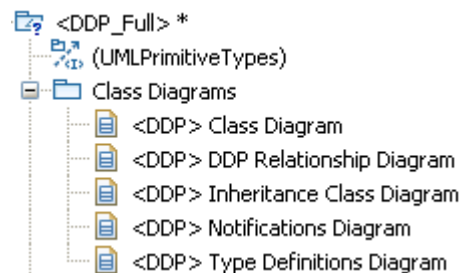 <DDP_Full> *
(UMLPrimitiveTypes)
Class Diagrams
<DDP> Class Diagram
<DDP> DDP Relationship Diagram
<DDP> Inheritance Class Diagram
<DDP> Notifications Diagram
<DDP> Type Definitions Diagram